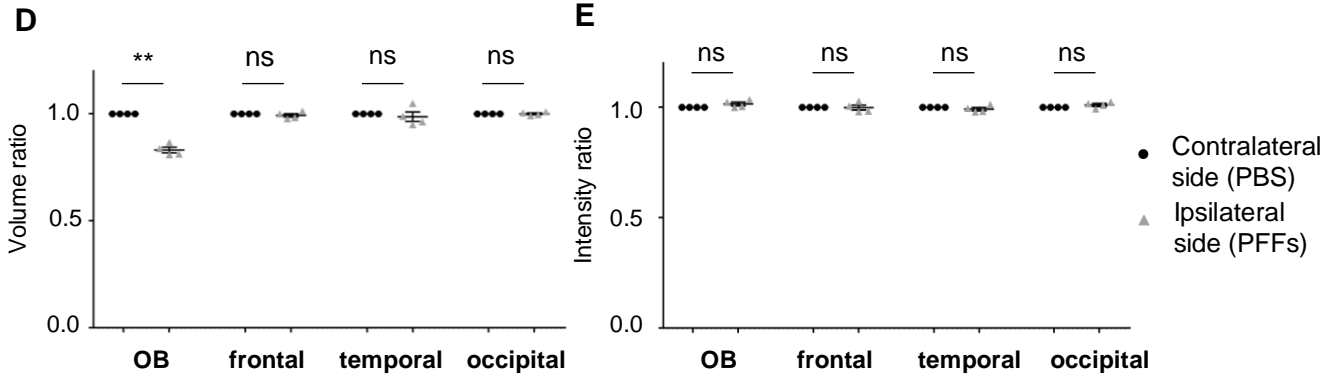 D
** ns ns ns
Volume ratio
1.0
0.5
0.0
OB frontal temporal occipital
E
ns ns ns ns
Intensity ratio
1.0
0.5
0.0
OB frontal temporal occipital
Contralateral
side (PBS)
Ipsilateral
side (PFFs)